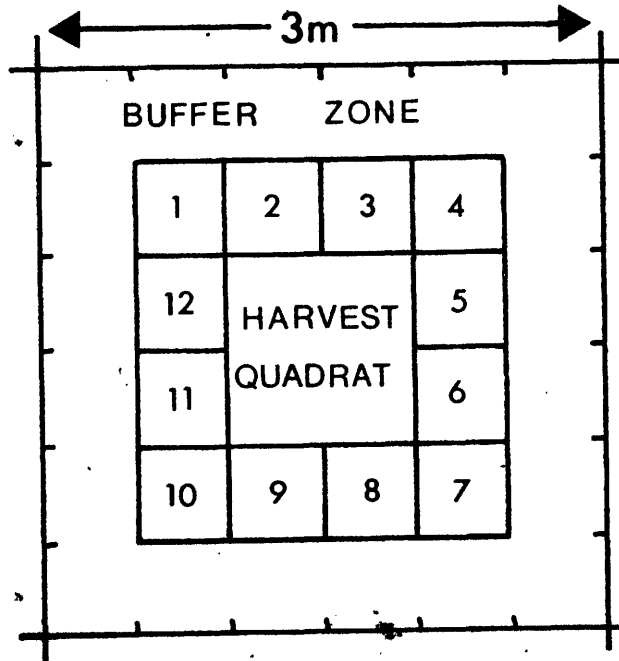 3m
BUFFER ZONE
1 2 3 4
12 HARVEST 5
QUADRAT
11 6
10 9 8 7